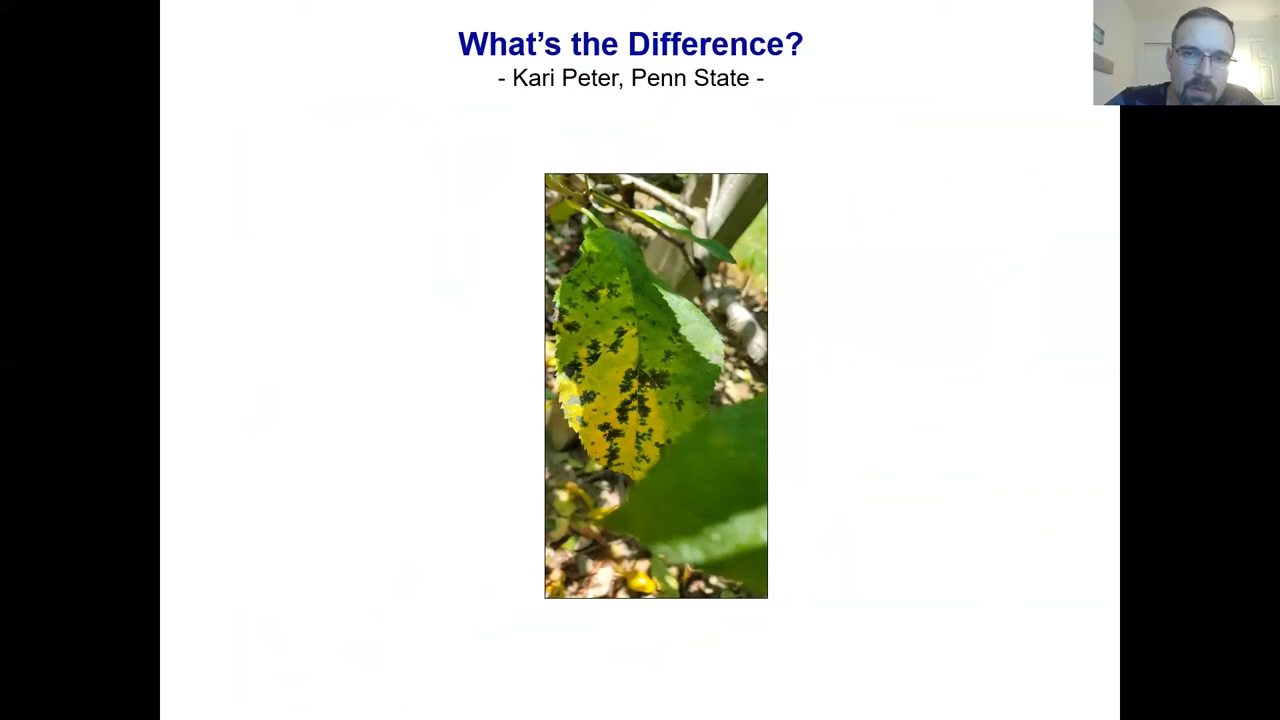 What's the Difference?
- Kari Peter, Penn State -